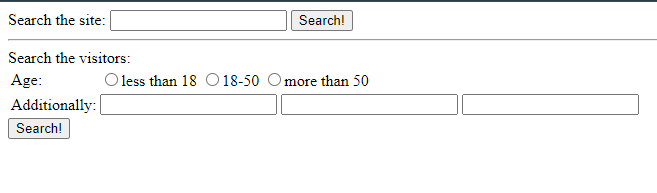 Search the site: Search!
Search the visitors:
Age: less than 18 18-50 more than 50
Additionally:
Search!